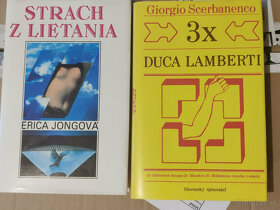 STRACH
Z LIETANIA
ERICA JONGOVÁ
Giorgio Scerbanenco
3x
DUCA LAMBERTI
Slovenský spisovateľ